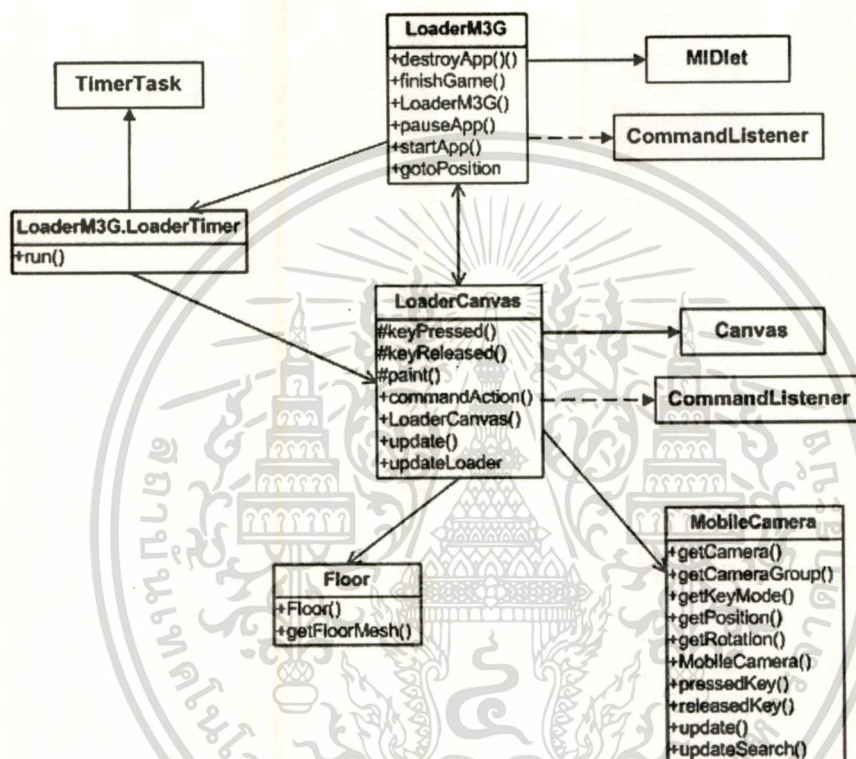 LoaderM3G
+destroyApp()()
+finishGame()
+LoaderM3G()
+pauseApp()
+startApp()
+gotoPosition
MIDlet
CommandListener
TimerTask
LoaderM3G.LoaderTimer
+run()
LoaderCanvas
#keyPressed()
#keyReleased()
#paint()
+commandAction()
+LoaderCanvas()
+update()
+updateLoader
Canvas
CommandListener
Floor
+Floor()
+getFloorMesh()
MobileCamera
+getCamera()
+getCameraGroup()
+getKeyMode()
+getPosition()
+getRotation()
+MobileCamera()
+pressedKey()
+releasedKey()
+update()
+updateSearch()